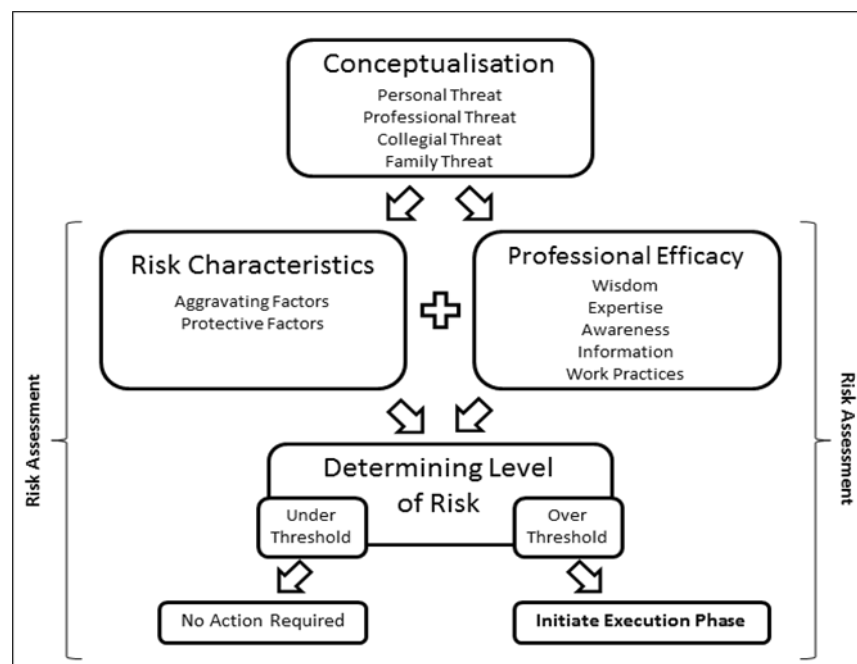 Conceptualisation
Personal Threat
Professional Threat
Collegial Threat
Family Threat
Risk Characteristics
Aggravating Factors
Protective Factors
Professional Efficacy
Wisdom
Expertise
Awareness
Information
Work Practices
Risk Assessment
Risk Assessment
Determining Level
of Risk
Under
Threshold
Over
Threshold
No Action Required
Initiate Execution Phase